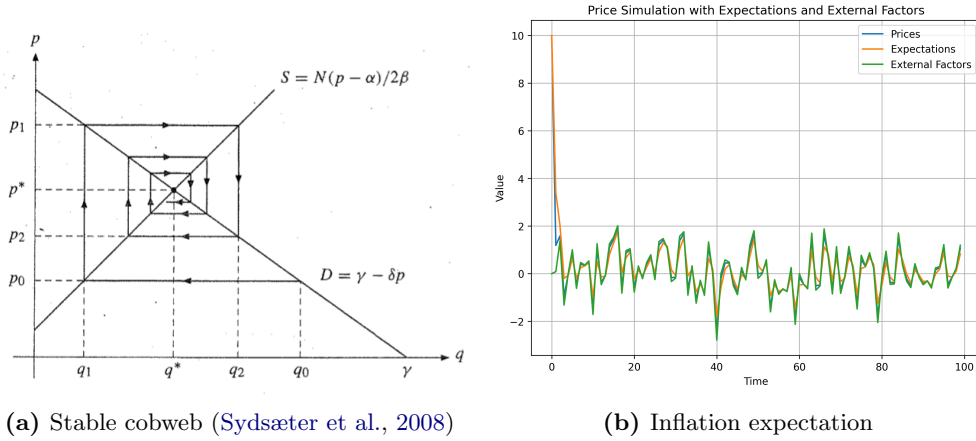 p
S = N(p − α)/2β
p₁
p*
p₂
p₀
D = γ − δp
q₁
q*
q₂
q₀
γ
q
(a) Stable cobweb (Sydsæter et al., 2008)
Price Simulation with Expectations and External Factors
Prices
Expectations
External Factors
10
8
6
4
2
0
−2
Value
0
20
40
60
80
100
Time
(b) Inflation expectation